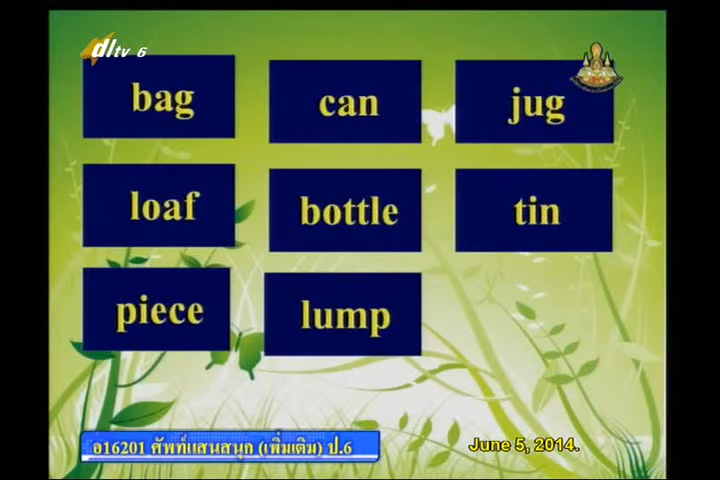 dltv 6
bag can jug
loaf bottle tin
piece lump
อ16201 ศัพท์แสนสนุก (เพิ่มเติม) ป.6
June 5, 2014.